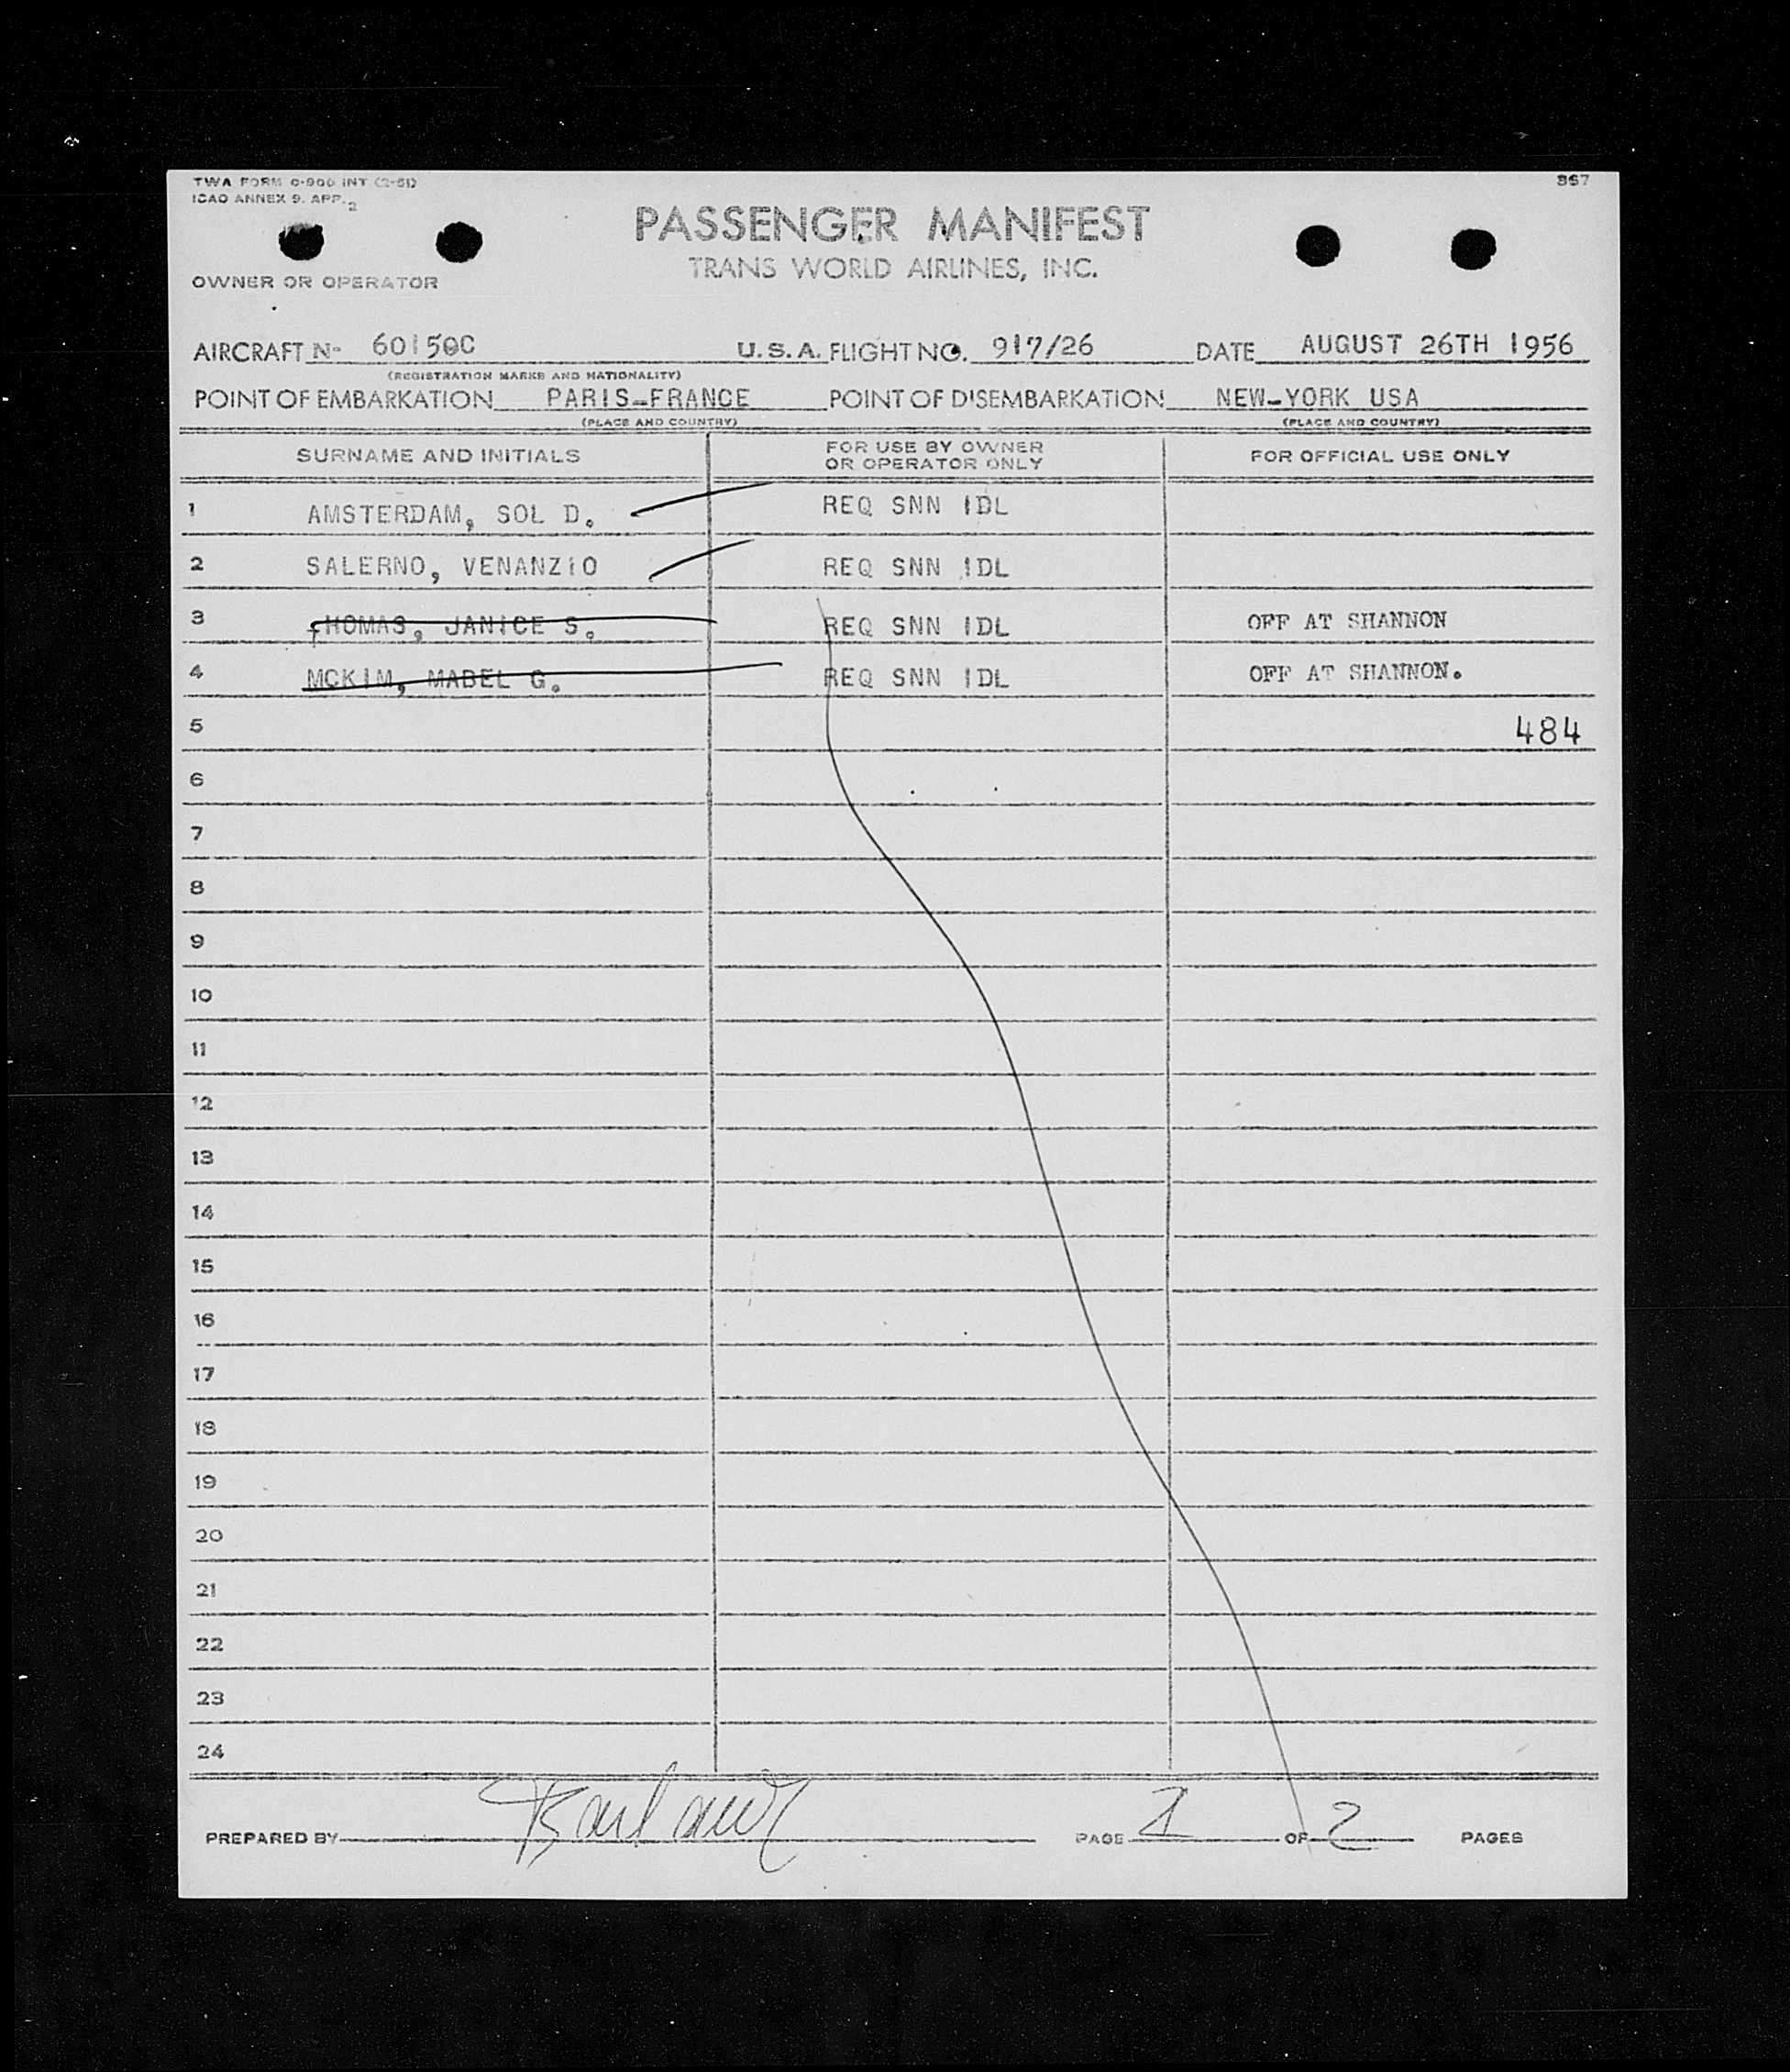 TWA FORM O-900 INT (2-51) 867
ICAO ANNEX 9. APP. 2
PASSENGER MANIFEST
TRANS WORLD AIRLINES, INC.
OWNER OR OPERATOR
AIRCRAFT Nº 60150C U.S.A. FLIGHT NO. 917/26 DATE AUGUST 26TH 1956
(REGISTRATION MARKS AND NATIONALITY)
POINT OF EMBARKATION PARIS-FRANCE POINT OF DISEMBARKATION NEW-YORK USA
(PLACE AND COUNTRY) (PLACE AND COUNTRY)
SURNAME AND INITIALS FOR USE BY OWNER OR OPERATOR ONLY FOR OFFICIAL USE ONLY
1 AMSTERDAM, SOL D. REQ SNN IDL
2 SALERNO, VENANZIO REQ SNN IDL
3 THOMAS, JANICE S. REQ SNN IDL OFF AT SHANNON
4 MCKIM, MABEL G. REQ SNN IDL OFF AT SHANNON.
5 484
6
7
8
9
10
11
12
13
14
15
16
17
18
19
20
21
22
23
24
PREPARED BY PAGE 1 OF 2 PAGES